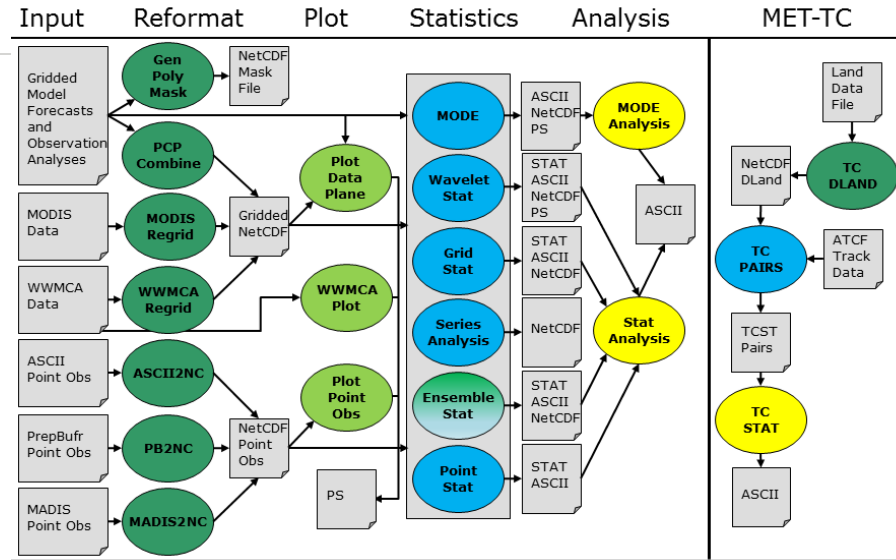 Input
Reformat
Plot
Statistics
Analysis
MET-TC
Gridded
Model
Forecasts
and
Observation
Analyses
MODIS
Data
WWMCA
Data
ASCII
Point Obs
PrepBufr
Point Obs
MADIS
Point Obs
Gen
Poly
Mask
PCP
Combine
MODIS
Regrid
WWMCA
Regrid
ASCII2NC
PB2NC
MADIS2NC
NetCDF
Mask
File
Gridded
NetCDF
NetCDF
Point
Obs
Plot
Data
Plane
WWMCA
Plot
Plot
Point
Obs
PS
MODE
Wavelet
Stat
Grid
Stat
Series
Analysis
Ensemble
Stat
Point
Stat
ASCII
NetCDF
PS
STAT
ASCII
NetCDF
PS
STAT
ASCII
NetCDF
NetCDF
STAT
ASCII
NetCDF
STAT
ASCII
MODE
Analysis
ASCII
Stat
Analysis
Land
Data
File
NetCDF
DLand
TC
DLAND
TC
PAIRS
ATCF
Track
Data
TCST
Pairs
TC
STAT
ASCII